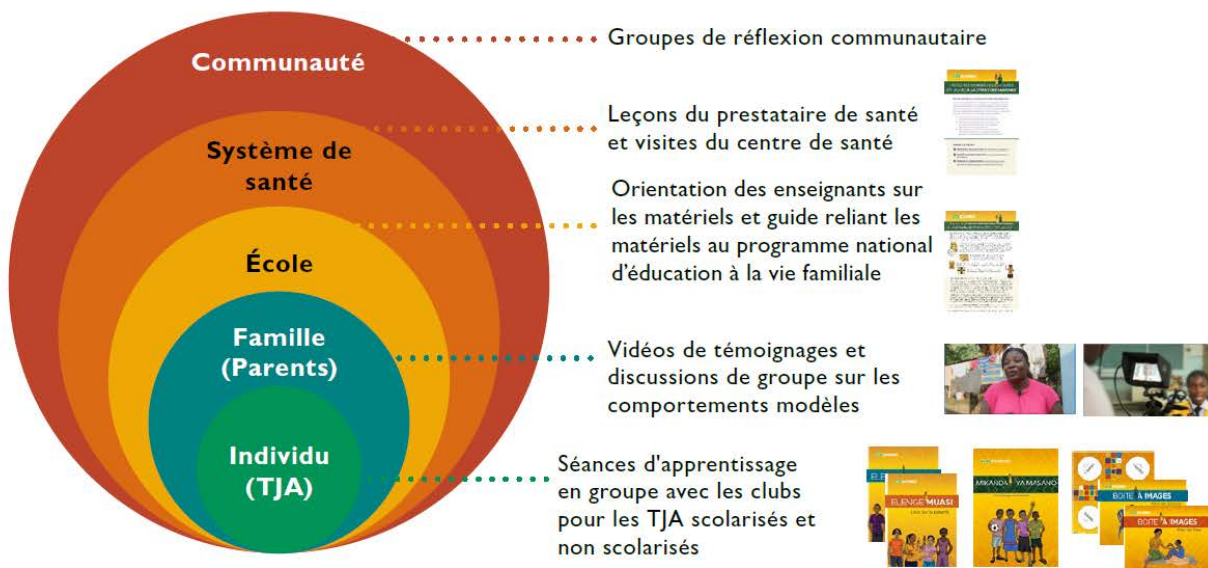 Communauté
Système de
santé
École
Famille
(Parents)
Individu
(TJA)
Groupes de réflexion communautaire
Leçons du prestataire de santé
et visites du centre de santé
Orientation des enseignants sur
les matériels et guide reliant les
matériels au programme national
d'éducation à la vie familiale
Vidéos de témoignages et
discussions de groupe sur les
comportements modèles
Séances d'apprentissage
en groupe avec les clubs
pour les TJA scolarisés et
non scolarisés
ELENGE MUASI
MIKANDA YA MASANO
BOITE À IMAGES
BOITE À IMAGES